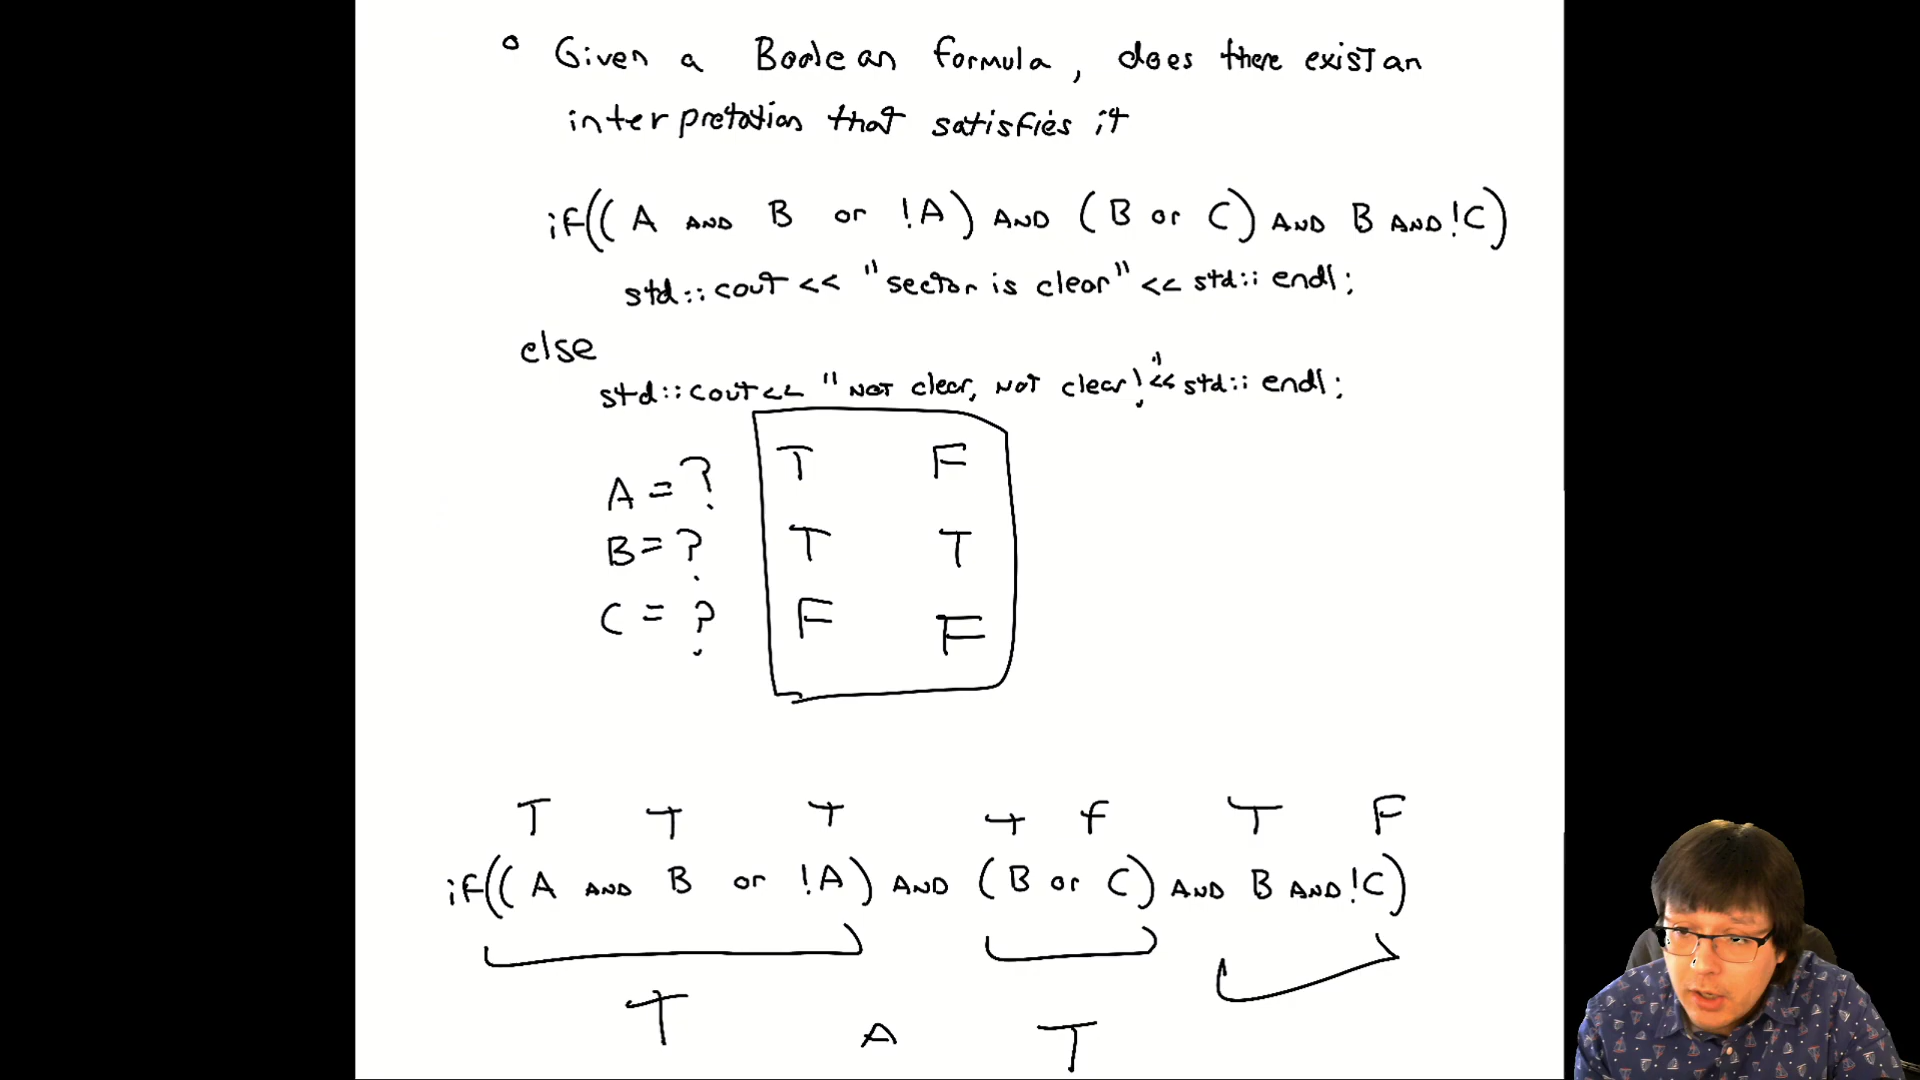 ° Given a Boolean formula, does there exist an
interpretation that satisfies it
if(( A AND B or !A) AND (B or C) AND B AND !C)
std::cout << "sector is clear" << std::endl;
else
std::cout << "NOT clear, NOT clear!" << std::endl;
A = ? T F
B = ? T T
C = ? F F
T T T T f T F
if(( A AND B or !A) AND (B or C) AND B AND !C)
T A T